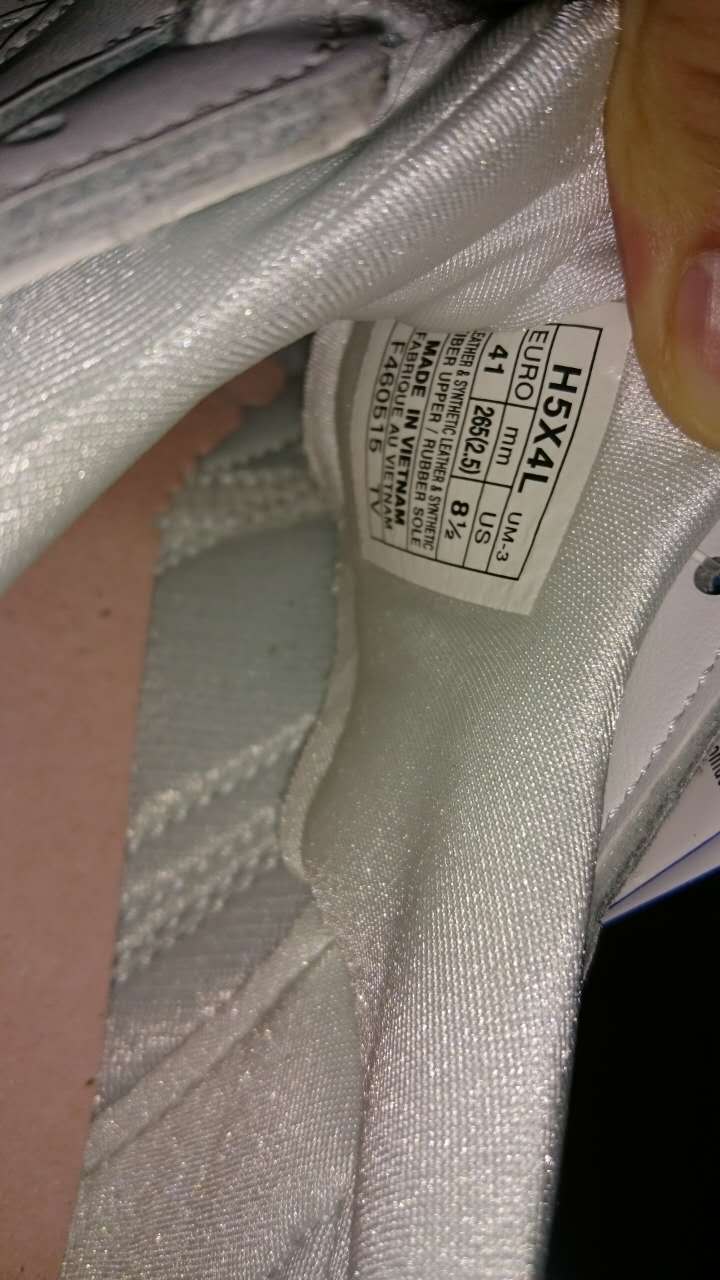 H5X4L UM-3
EURO mm US
41 265(2.5) 8½
LEATHER & SYNTHETIC LEATHER & SYNTHETIC
FIBER UPPER / RUBBER SOLE
MADE IN VIETNAM
FABRIQUE AU VIETNAM
F460515 TV